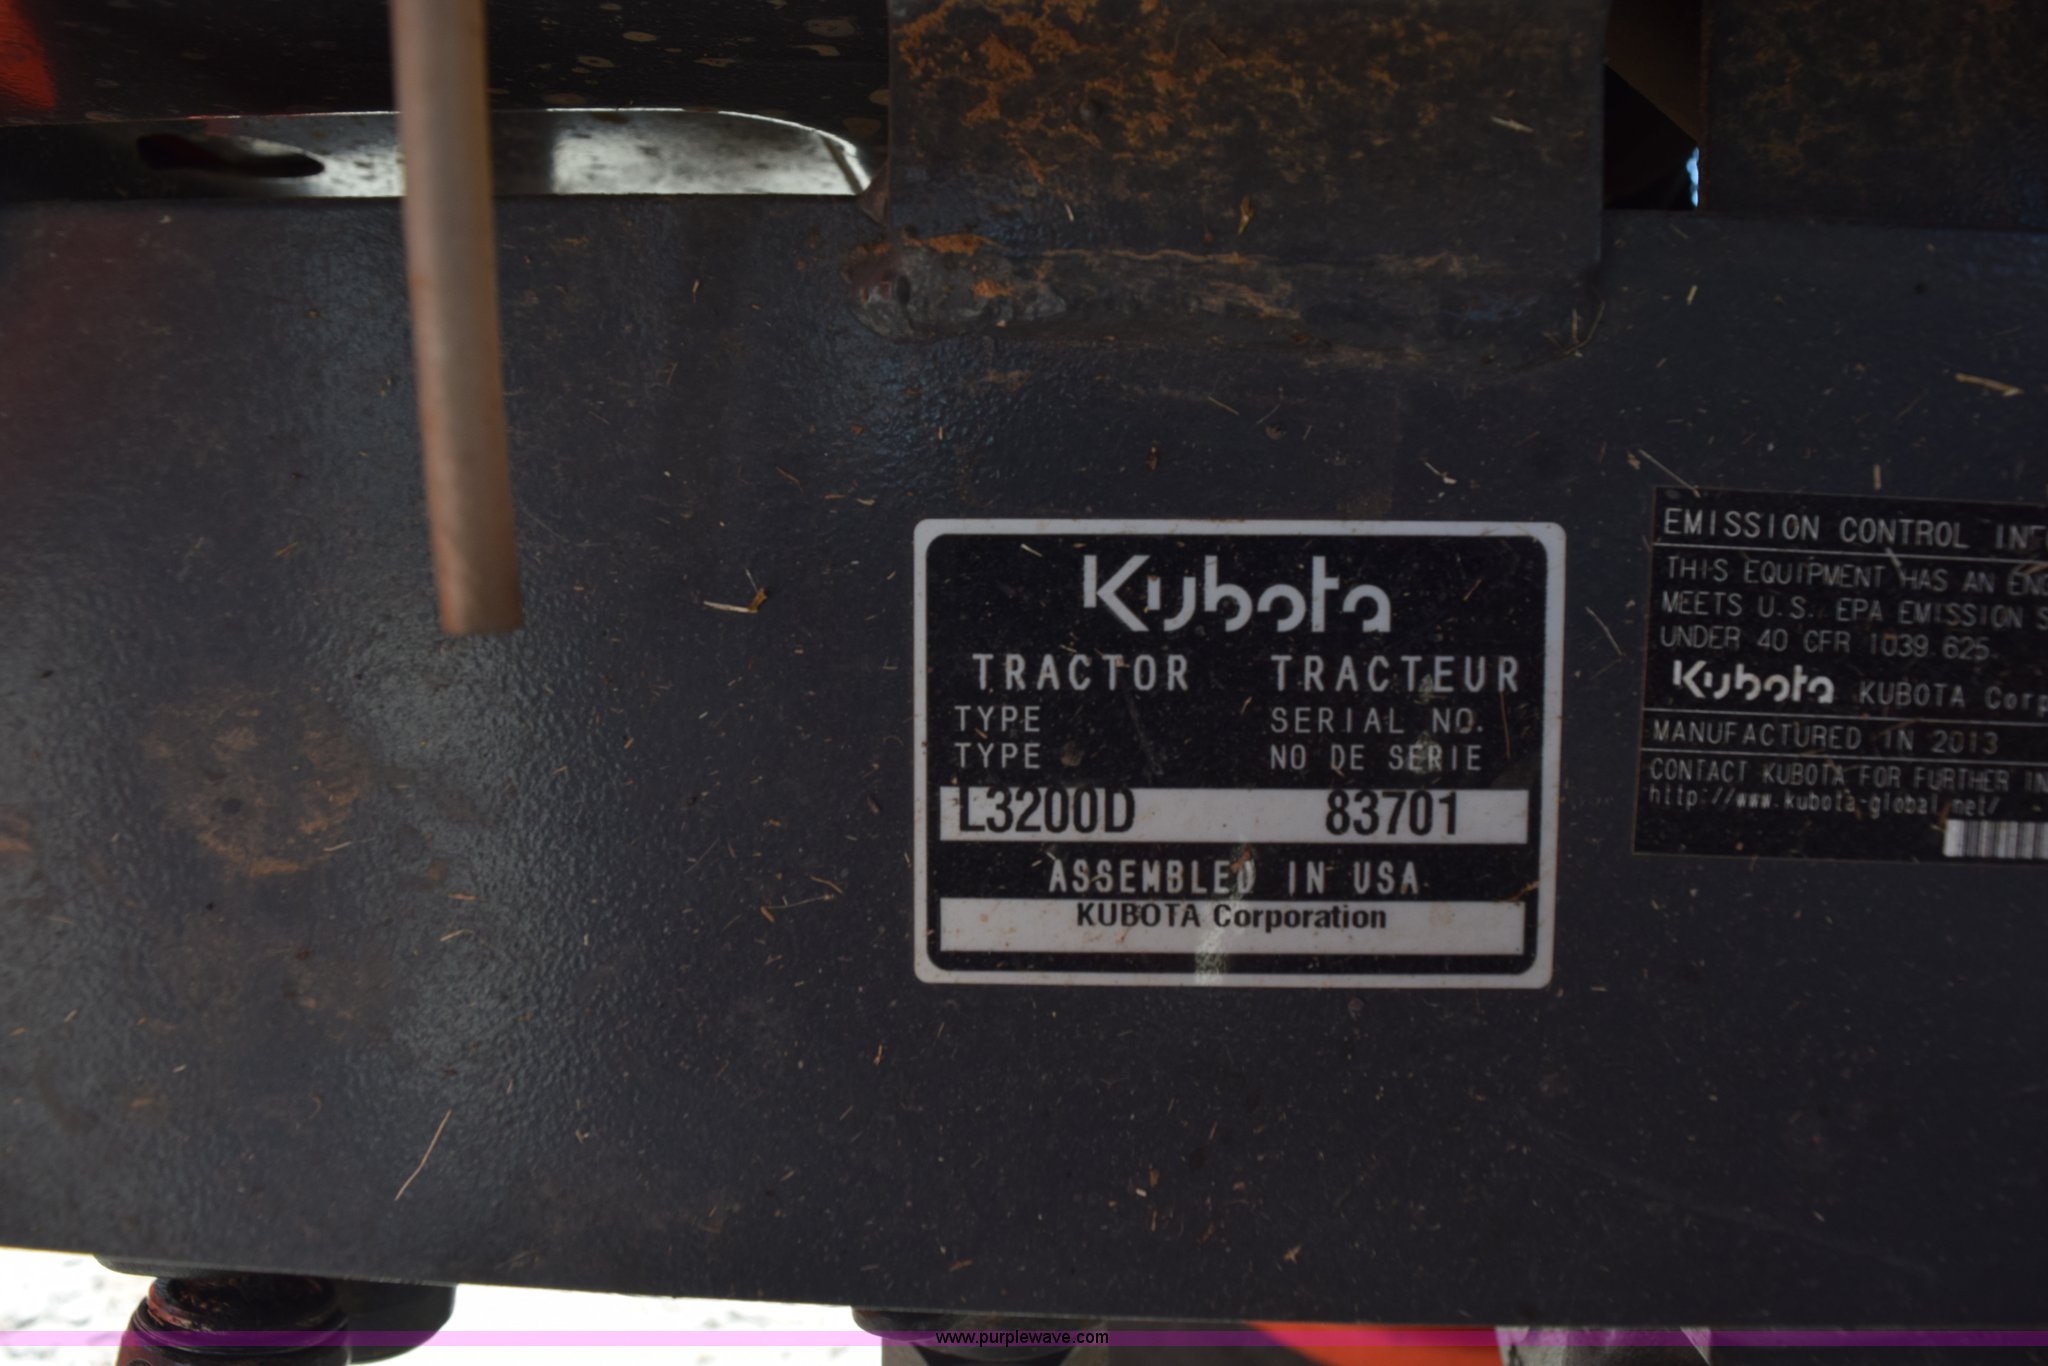 Kubota
TRACTOR TRACTEUR
TYPE SERIAL NO.
TYPE NO DE SERIE
L3200D 83701
ASSEMBLED IN USA
KUBOTA Corporation
EMISSION CONTROL
THIS EQUIPMENT HAS AN
MEETS U.S. EPA EMISSION
UNDER 40 CFR 1039.625.
Kubota KUBOTA Corp
MANUFACTURED IN 2013
CONTACT KUBOTA FOR FURTHER
http://www.kubota-global.net/
www.purplewave.com